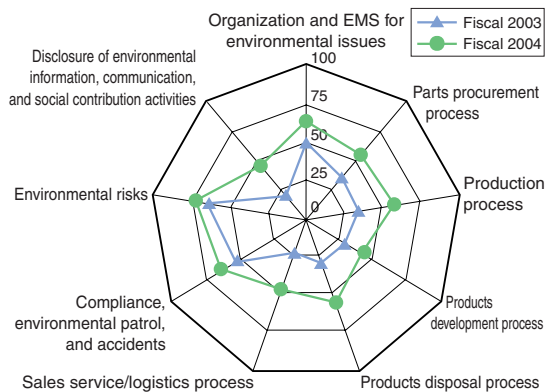 Organization and EMS for
environmental issues
Fiscal 2003
Fiscal 2004
Disclosure of environmental
information, communication,
and social contribution activities
100
75
50
25
0
Parts procurement
process
Environmental risks
Production
process
Compliance,
environmental patrol,
and accidents
Products
development process
Sales service/logistics process
Products disposal process